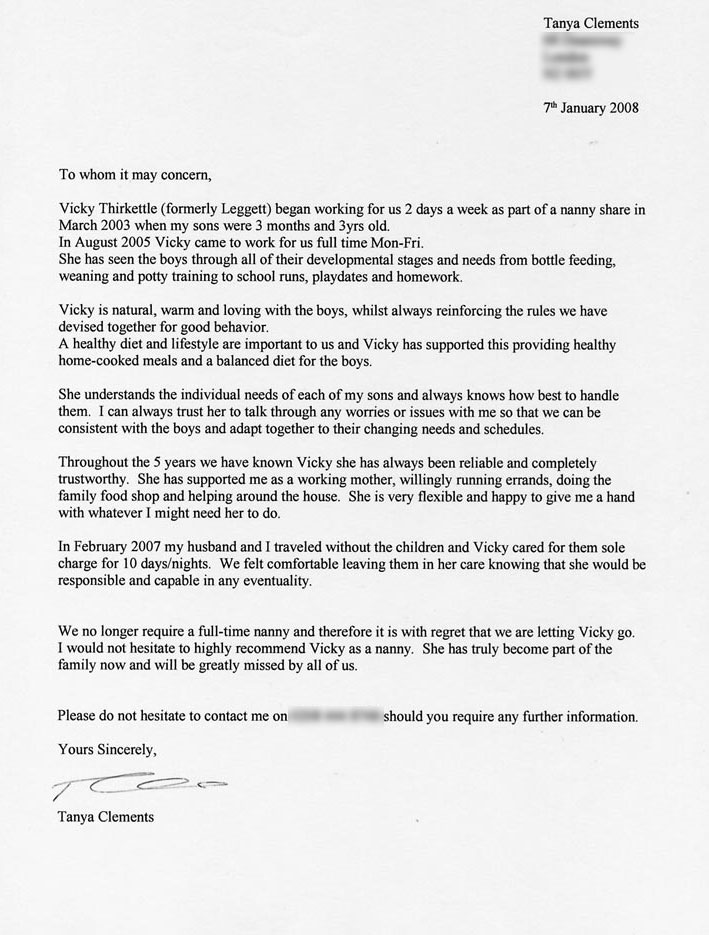 Tanya Clements
7th January 2008
To whom it may concern,
Vicky Thirkettle (formerly Leggett) began working for us 2 days a week as part of a nanny share in
March 2003 when my sons were 3 months and 3yrs old.
In August 2005 Vicky came to work for us full time Mon-Fri.
She has seen the boys through all of their developmental stages and needs from bottle feeding,
weaning and potty training to school runs, playdates and homework.
Vicky is natural, warm and loving with the boys, whilst always reinforcing the rules we have
devised together for good behavior.
A healthy diet and lifestyle are important to us and Vicky has supported this providing healthy
home-cooked meals and a balanced diet for the boys.
She understands the individual needs of each of my sons and always knows how best to handle
them. I can always trust her to talk through any worries or issues with me so that we can be
consistent with the boys and adapt together to their changing needs and schedules.
Throughout the 5 years we have known Vicky she has always been reliable and completely
trustworthy. She has supported me as a working mother, willingly running errands, doing the
family food shop and helping around the house. She is very flexible and happy to give me a hand
with whatever I might need her to do.
In February 2007 my husband and I traveled without the children and Vicky cared for them sole
charge for 10 days/nights. We felt comfortable leaving them in her care knowing that she would be
responsible and capable in any eventuality.
We no longer require a full-time nanny and therefore it is with regret that we are letting Vicky go.
I would not hesitate to highly recommend Vicky as a nanny. She has truly become part of the
family now and will be greatly missed by all of us.
Please do not hesitate to contact me on should you require any further information.
Yours Sincerely,
Tanya Clements